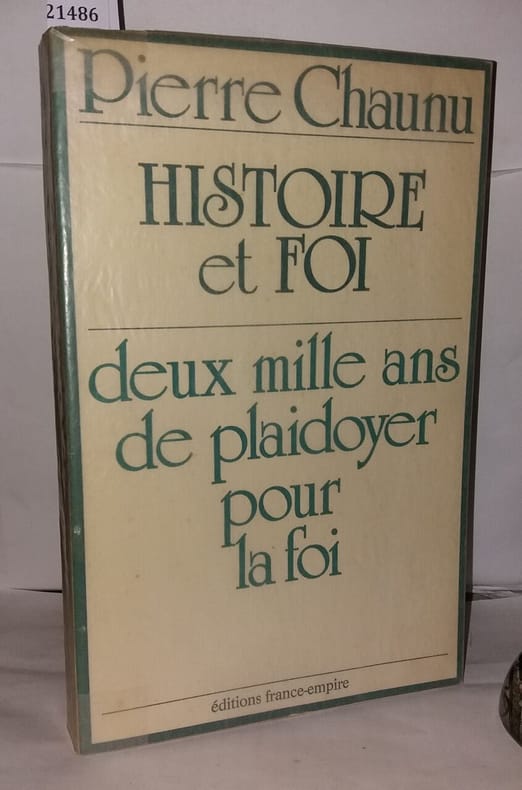 21486
Pierre Chaunu
HISTOIRE
et FOI
deux mille ans
de plaidoyer
pour
la foi
éditions france-empire